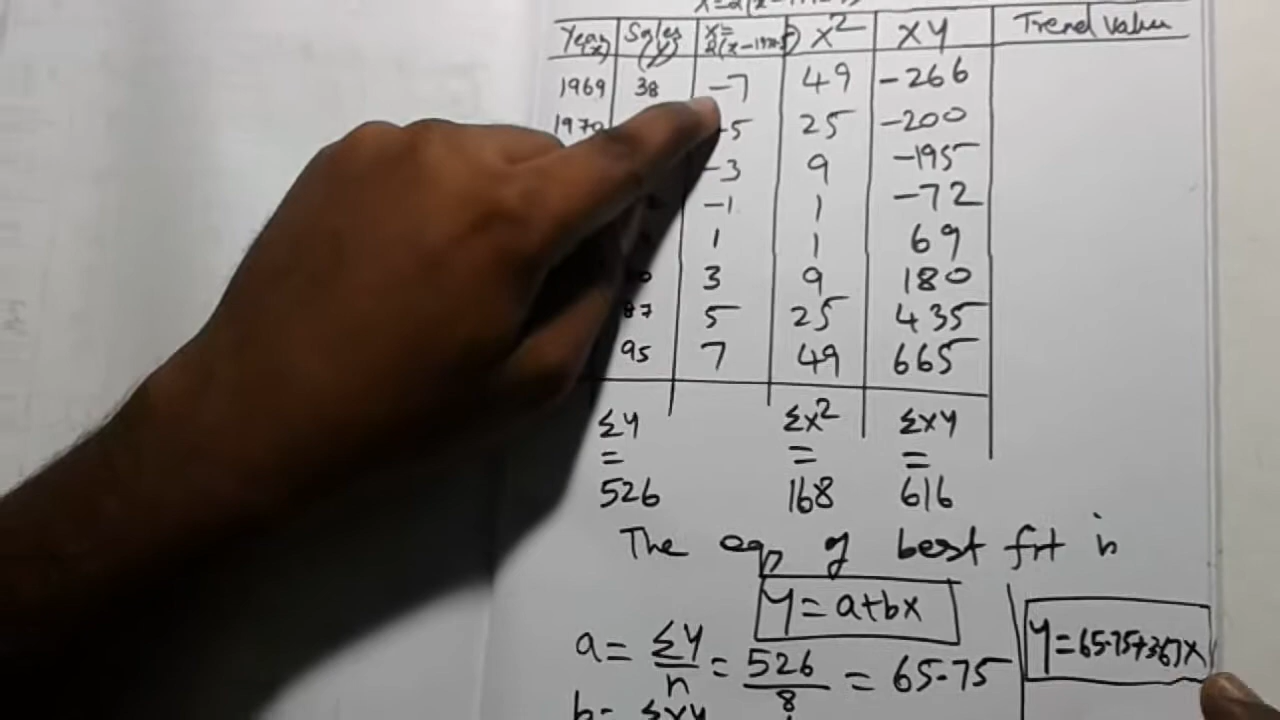 Year (x) Sales (y) x= 2(x-1972.5) x² xy Trend Value
1969 38 -7 49 -266
1970 -5 25 -200
-3 9 -195
-1 1 -72
1 1 69
3 9 180
87 5 25 435
95 7 49 665
Σy Σx² Σxy
= = =
526 168 616
The eqn of best fit is
y = a+bx
y=65.75+3.67x
a = Σy/n = 526/8 = 65.75
b= Σxy